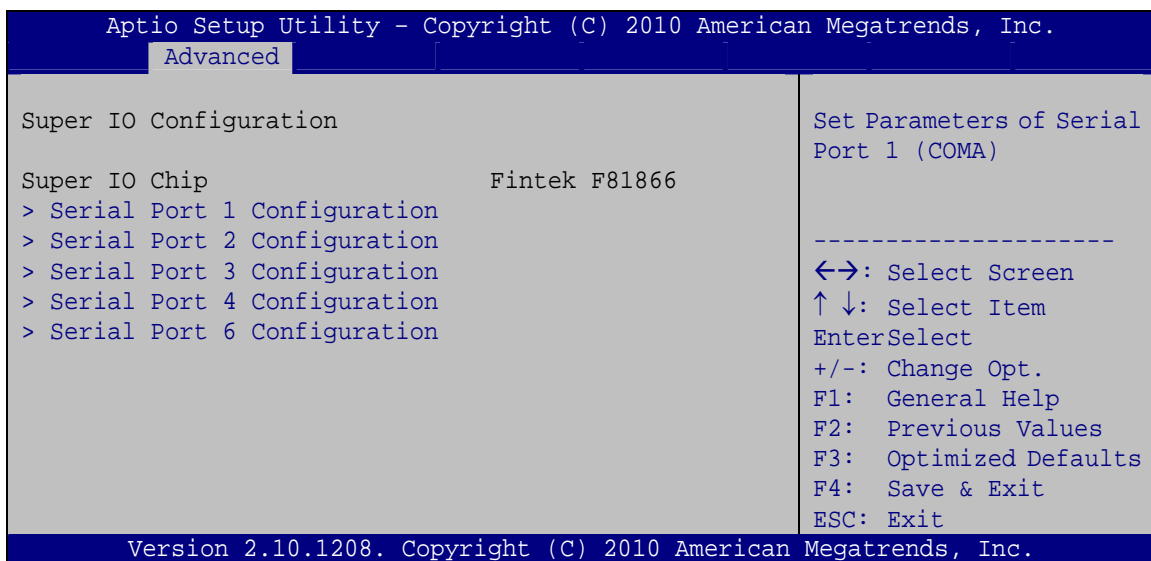 Aptio Setup Utility – Copyright (C) 2010 American Megatrends, Inc.
Advanced
Super IO Configuration
Super IO Chip Fintek F81866
> Serial Port 1 Configuration
> Serial Port 2 Configuration
> Serial Port 3 Configuration
> Serial Port 4 Configuration
> Serial Port 6 Configuration
Set Parameters of Serial
Port 1 (COMA)
---------------------
←→: Select Screen
↑ ↓: Select Item
EnterSelect
+/-: Change Opt.
F1: General Help
F2: Previous Values
F3: Optimized Defaults
F4: Save & Exit
ESC: Exit
Version 2.10.1208. Copyright (C) 2010 American Megatrends, Inc.